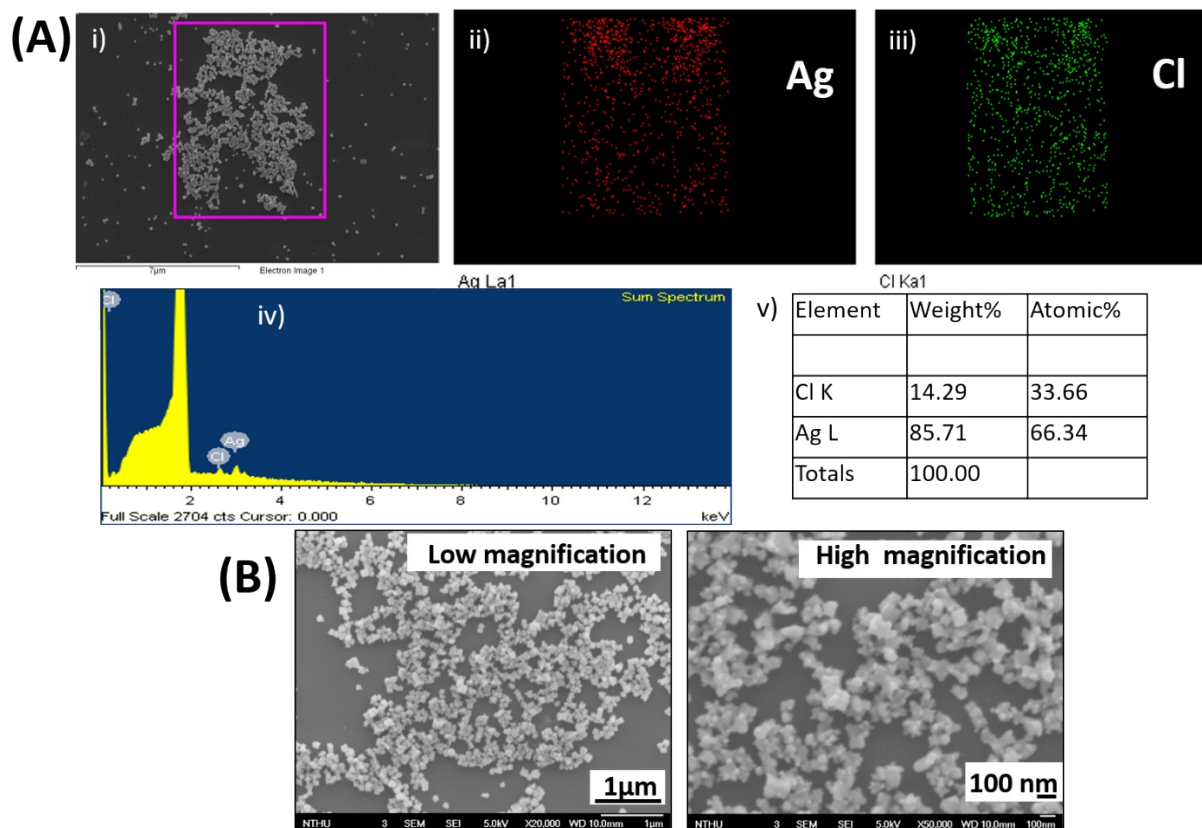 (A)
i)
ii)
Ag
iii)
Cl
7µm
Electron Image 1
Ag La1
Cl Ka1
Cl
iv)
Sum Spectrum
Ag
Cl
2 4 6 8 10 12
Full Scale 2704 cts Cursor: 0.000
keV
v)
Element Weight% Atomic%
Cl K 14.29 33.66
Ag L 85.71 66.34
Totals 100.00
(B)
Low magnification
1µm
NTHU 3 SEM SEI 5.0kV X20,000 WD 10.0mm 1µm
High magnification
100 nm
NTHU 3 SEM SEI 5.0kV X50,000 WD 10.0mm 100nm